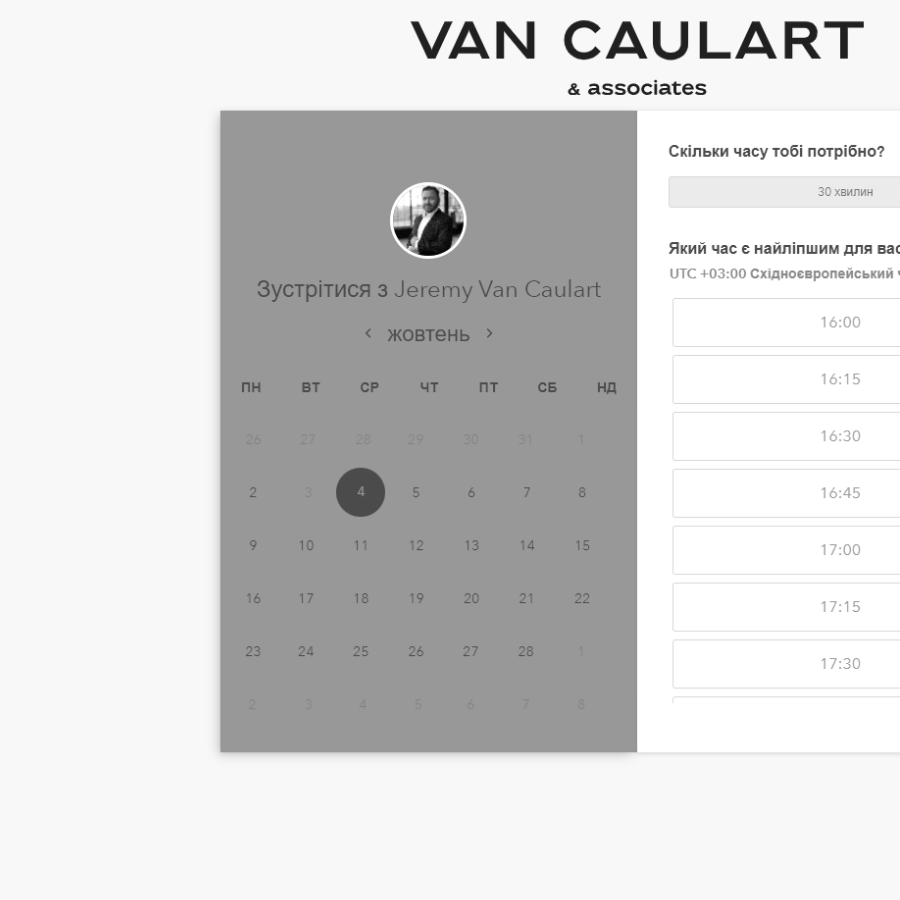 VAN CAULART
& associates
Зустрітися з Jeremy Van Caulart
жовтень
ПН ВТ СР ЧТ ПТ СБ НД
26 27 28 29 30 31 1
2 3 4 5 6 7 8
9 10 11 12 13 14 15
16 17 18 19 20 21 22
23 24 25 26 27 28 1
2 3 4 5 6 7 8
Скільки часу тобі потрібно?
30 хвилин
Який час є найліпшим для вас
UTC +03:00 Східноєвропейський
16:00
16:15
16:30
16:45
17:00
17:15
17:30